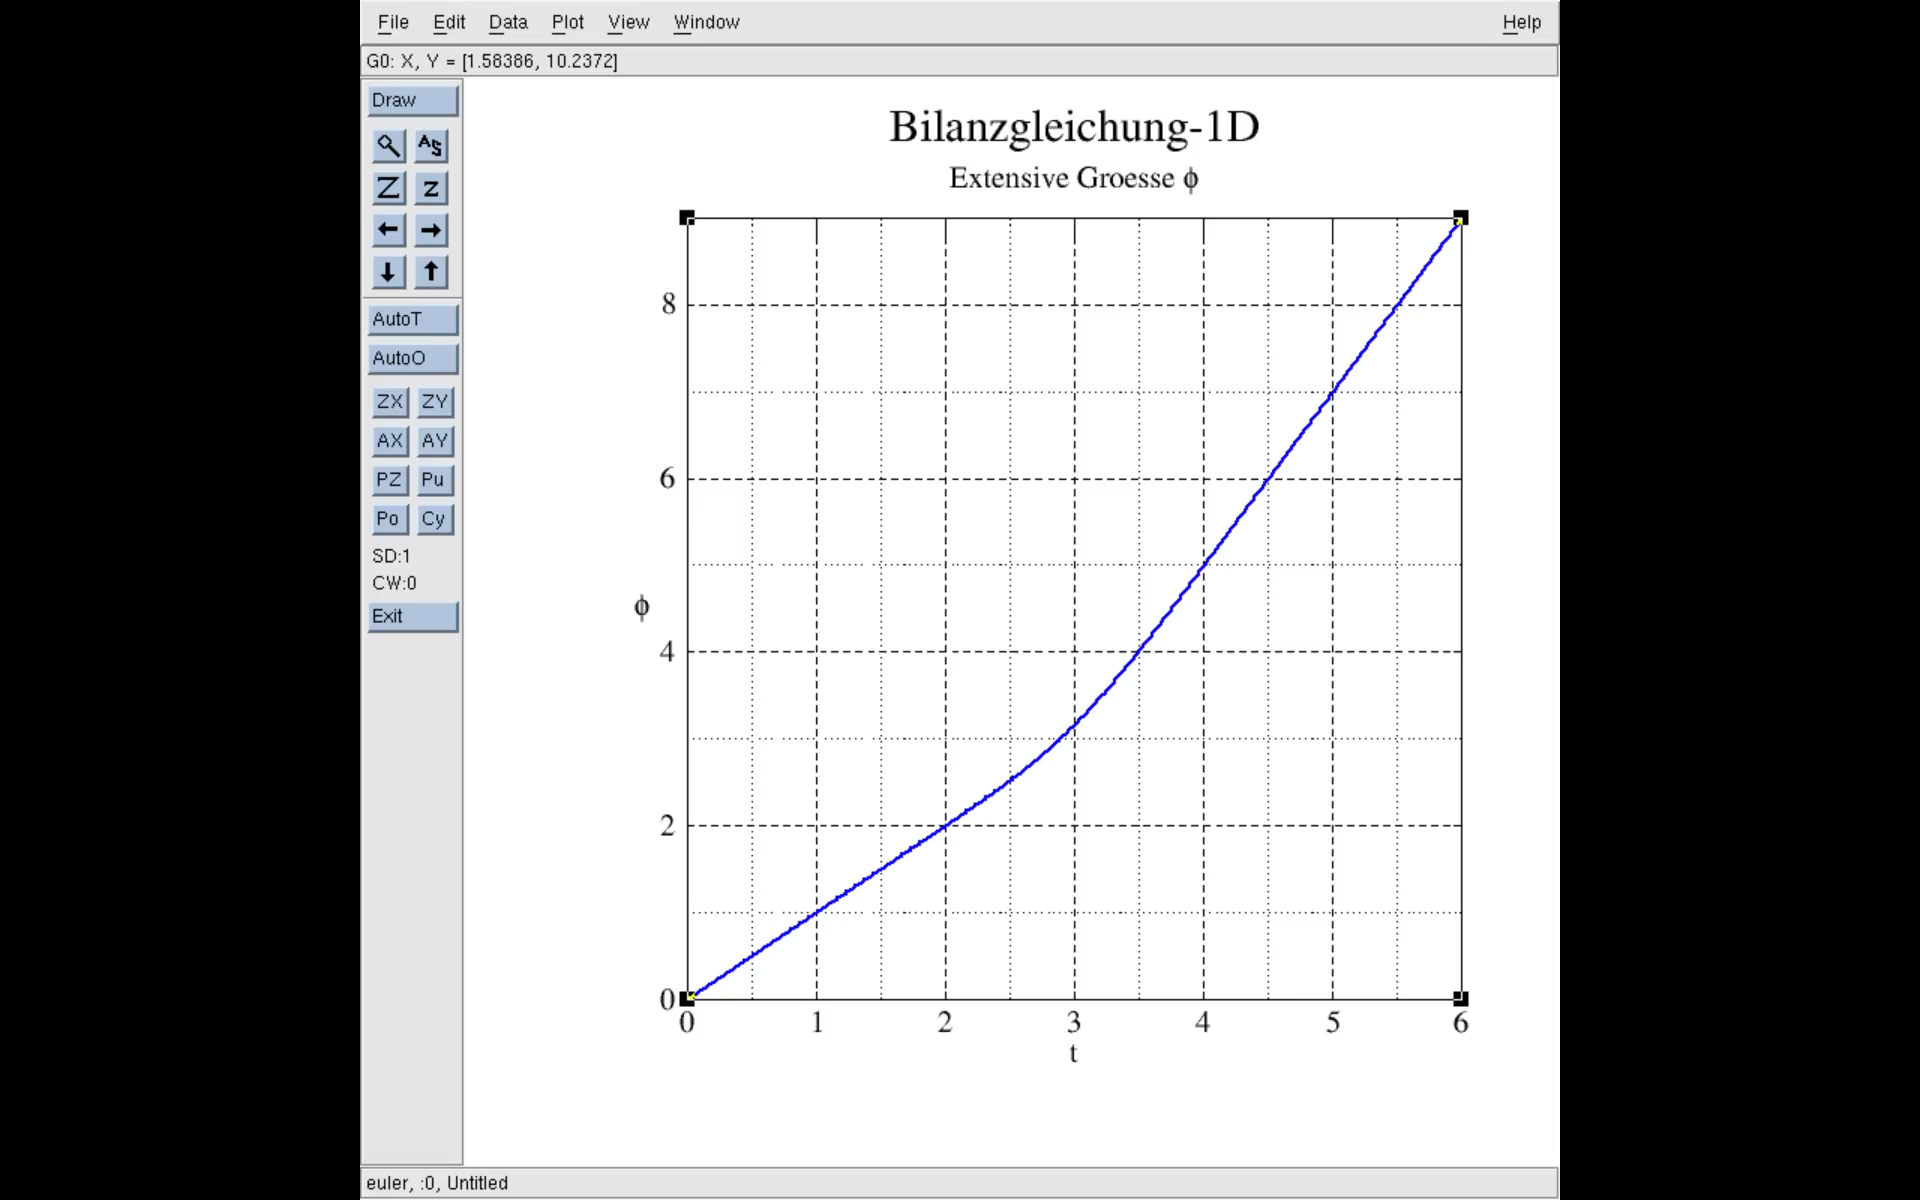 File Edit Data Plot View Window Help
G0: X, Y = [1.58386, 10.2372]
Draw
Bilanzgleichung-1D
A S
Extensive Groesse ϕ
Z z
← →
↓ ↑
8
AutoT
AutoO
ZX ZY
AX AY
6
PZ Pu
Po Cy
SD:1
CW:0
ϕ
Exit
4
2
0
0 1 2 3 4 5 6
t
euler, :0, Untitled